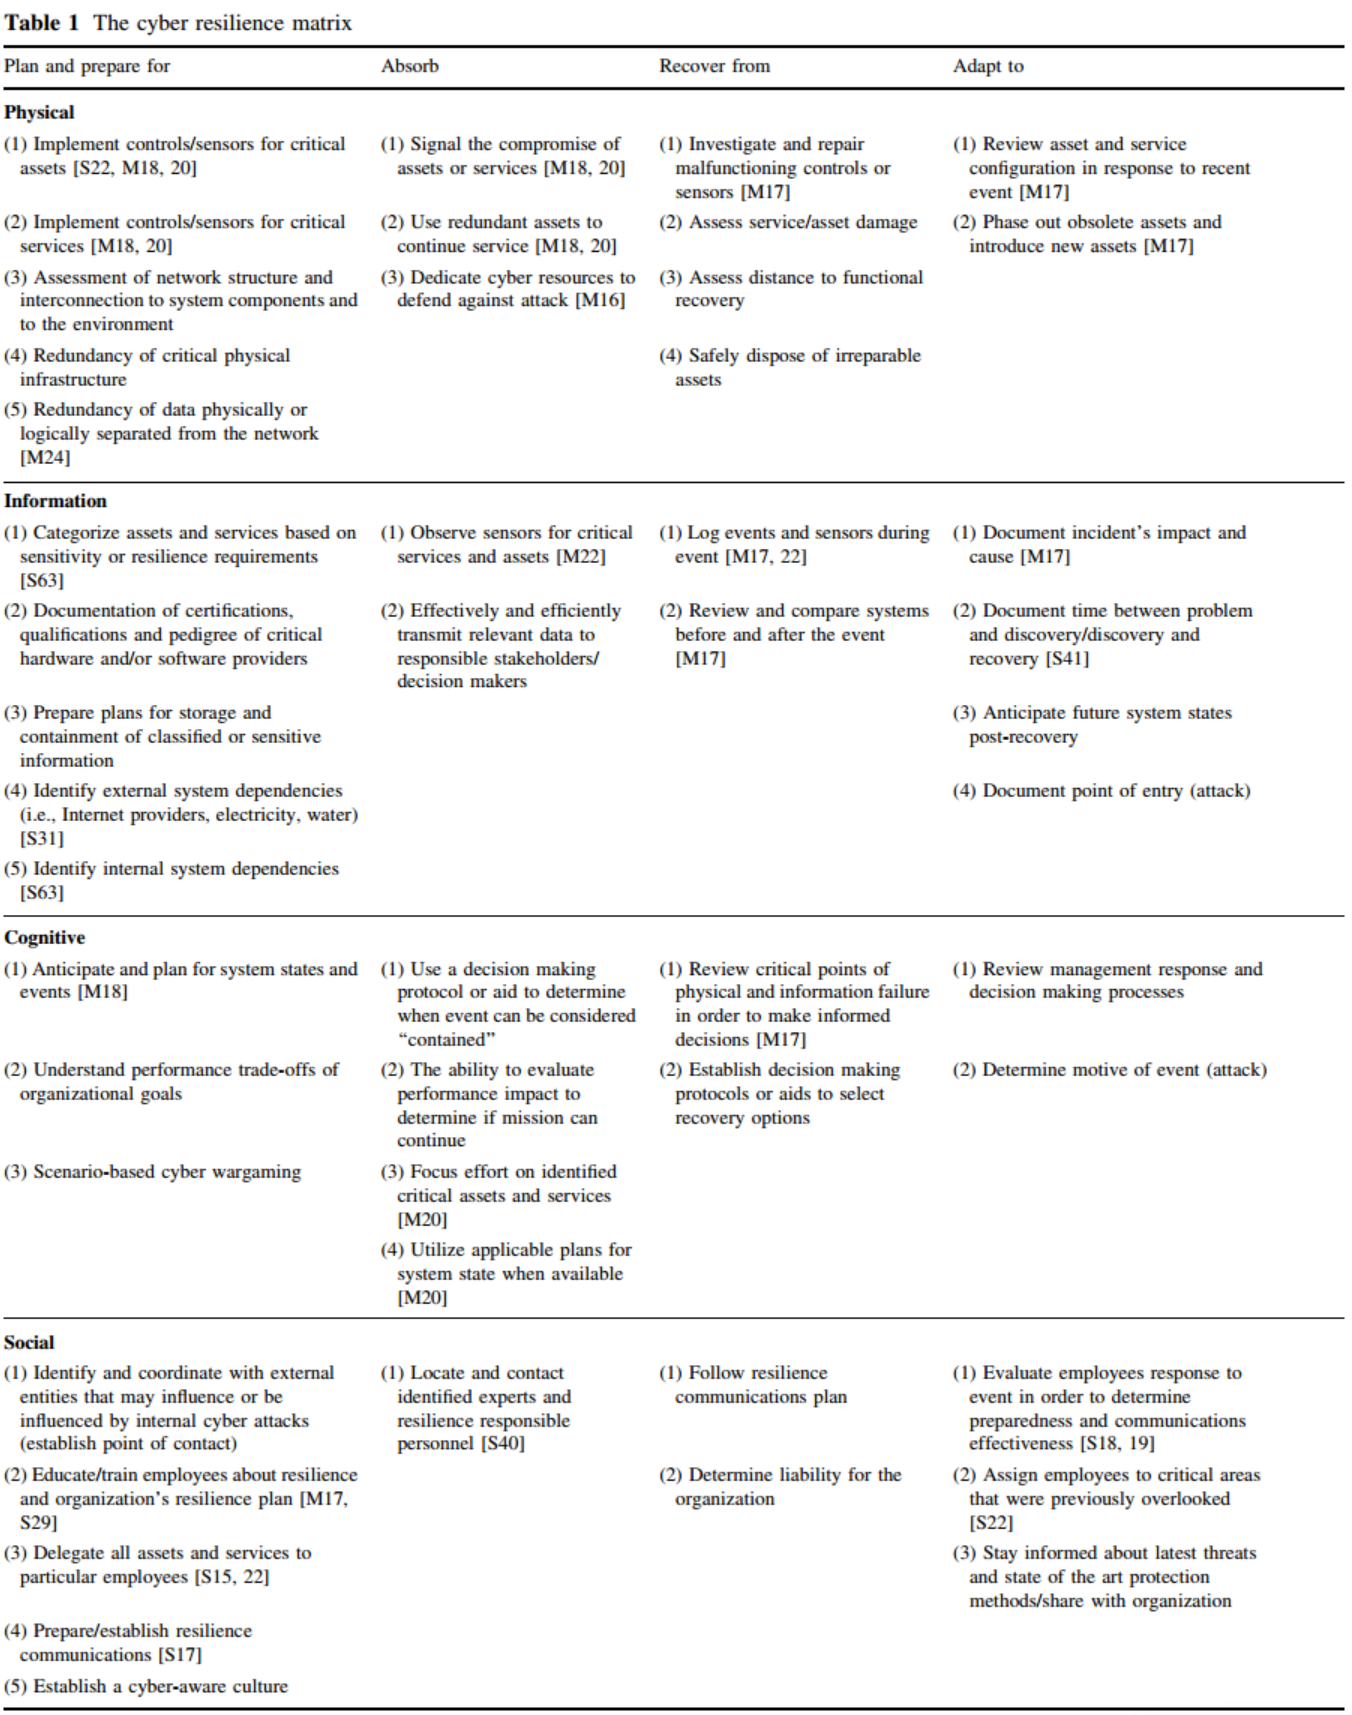 Table 1 The cyber resilience matrix
Plan and prepare for
Absorb
Recover from
Adapt to
Physical
(1) Implement controls/sensors for critical
assets [S22, M18, 20]
(1) Signal the compromise of
assets or services [M18, 20]
(1) Investigate and repair
malfunctioning controls or
sensors [M17]
(1) Review asset and service
configuration in response to recent
event [M17]
(2) Implement controls/sensors for critical
services [M18, 20]
(2) Use redundant assets to
continue service [M18, 20]
(2) Assess service/asset damage
(2) Phase out obsolete assets and
introduce new assets [M17]
(3) Assessment of network structure and
interconnection to system components and
to the environment
(3) Dedicate cyber resources to
defend against attack [M16]
(3) Assess distance to functional
recovery
(4) Redundancy of critical physical
infrastructure
(4) Safely dispose of irreparable
assets
(5) Redundancy of data physically or
logically separated from the network
[M24]
Information
(1) Categorize assets and services based on
sensitivity or resilience requirements
[S63]
(1) Observe sensors for critical
services and assets [M22]
(1) Log events and sensors during
event [M17, 22]
(1) Document incident's impact and
cause [M17]
(2) Documentation of certifications,
qualifications and pedigree of critical
hardware and/or software providers
(2) Effectively and efficiently
transmit relevant data to
responsible stakeholders/
decision makers
(2) Review and compare systems
before and after the event
[M17]
(2) Document time between problem
and discovery/discovery and
recovery [S41]
(3) Prepare plans for storage and
containment of classified or sensitive
information
(3) Anticipate future system states
post-recovery
(4) Identify external system dependencies
(i.e., Internet providers, electricity, water)
[S31]
(4) Document point of entry (attack)
(5) Identify internal system dependencies
[S63]
Cognitive
(1) Anticipate and plan for system states and
events [M18]
(1) Use a decision making
protocol or aid to determine
when event can be considered
“contained”
(1) Review critical points of
physical and information failure
in order to make informed
decisions [M17]
(1) Review management response and
decision making processes
(2) Understand performance trade-offs of
organizational goals
(2) The ability to evaluate
performance impact to
determine if mission can
continue
(2) Establish decision making
protocols or aids to select
recovery options
(2) Determine motive of event (attack)
(3) Scenario-based cyber wargaming
(3) Focus effort on identified
critical assets and services
[M20]
(4) Utilize applicable plans for
system state when available
[M20]
Social
(1) Identify and coordinate with external
entities that may influence or be
influenced by internal cyber attacks
(establish point of contact)
(1) Locate and contact
identified experts and
resilience responsible
personnel [S40]
(1) Follow resilience
communications plan
(1) Evaluate employees response to
event in order to determine
preparedness and communications
effectiveness [S18, 19]
(2) Educate/train employees about resilience
and organization's resilience plan [M17,
S29]
(2) Determine liability for the
organization
(2) Assign employees to critical areas
that were previously overlooked
[S22]
(3) Delegate all assets and services to
particular employees [S15, 22]
(3) Stay informed about latest threats
and state of the art protection
methods/share with organization
(4) Prepare/establish resilience
communications [S17]
(5) Establish a cyber-aware culture